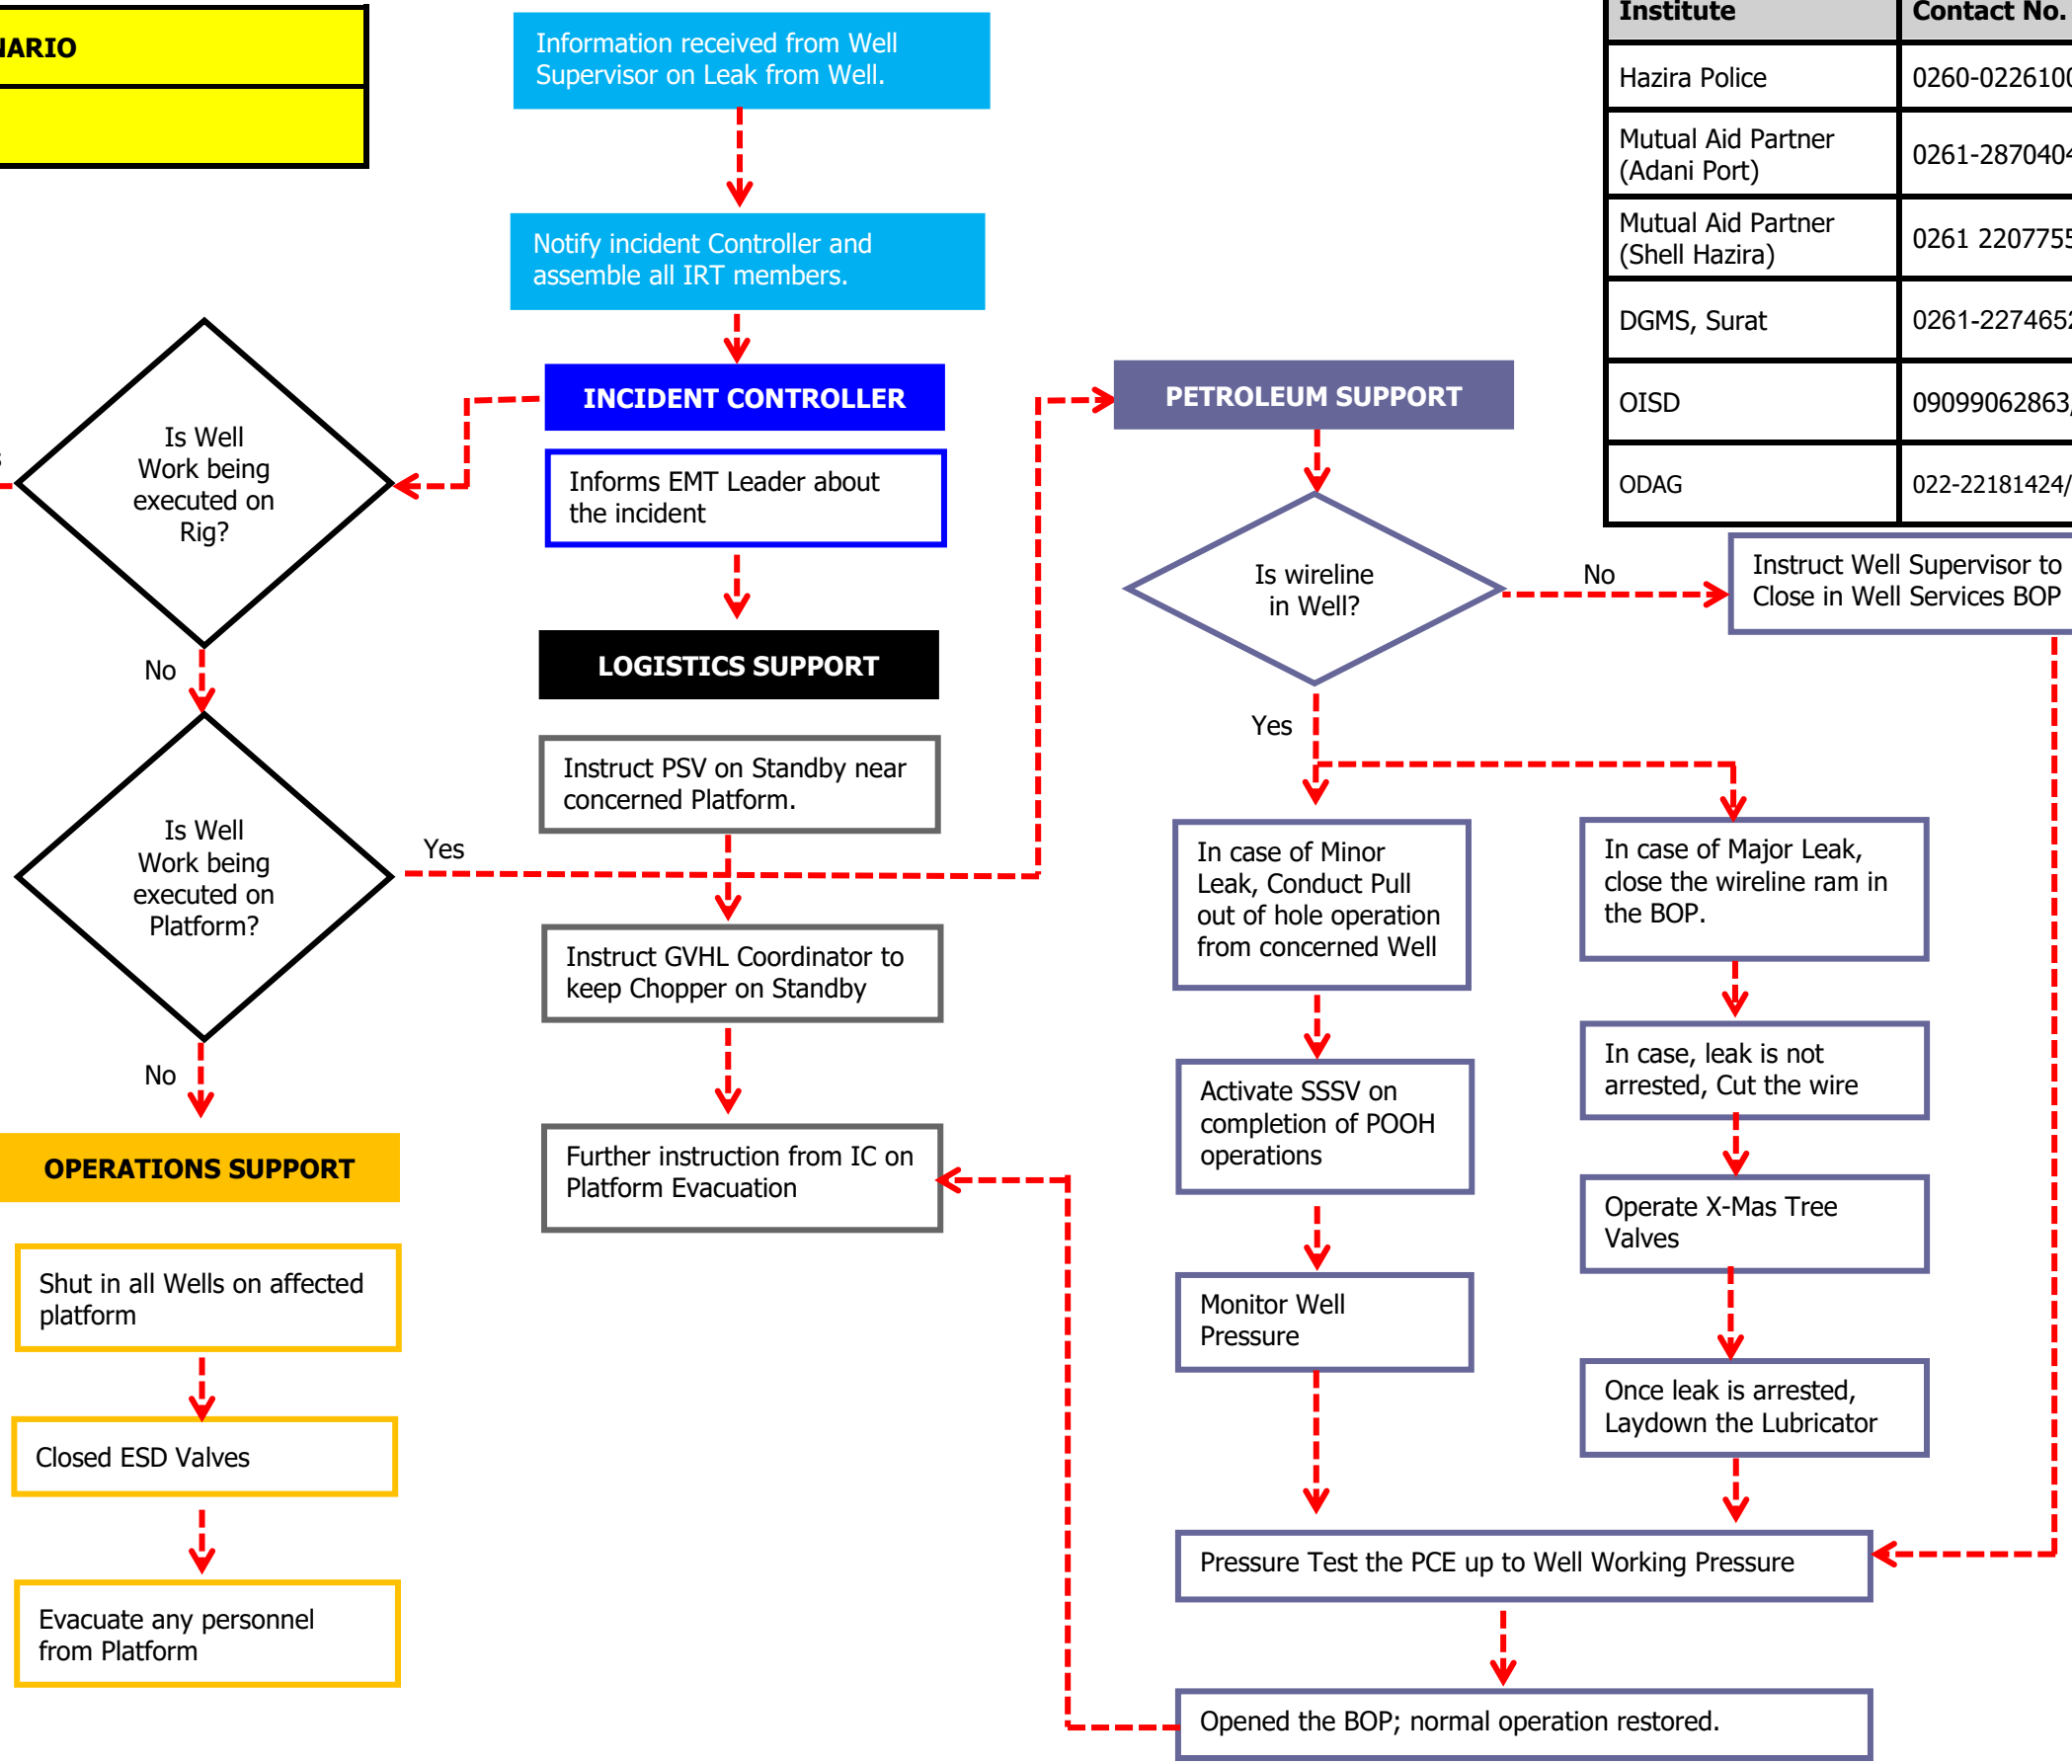 Information received from Well
Supervisor on Leak from Well.
Notify incident Controller and
assemble all IRT members.
INCIDENT CONTROLLER
Informs EMT Leader about
the incident
LOGISTICS SUPPORT
Instruct PSV on Standby near
concerned Platform.
Instruct GVHL Coordinator to
keep Chopper on Standby
Further instruction from IC on
Platform Evacuation
Is Well
Work being
executed on
Rig?
No
Is Well
Work being
executed on
Platform?
Yes
No
OPERATIONS SUPPORT
Shut in all Wells on affected
platform
Closed ESD Valves
Evacuate any personnel
from Platform
PETROLEUM SUPPORT
Is wireline
in Well?
No
Instruct Well Supervisor to
Close in Well Services BOP
Yes
In case of Minor
Leak, Conduct Pull
out of hole operation
from concerned Well
Activate SSSV on
completion of POOH
operations
Monitor Well
Pressure
In case of Major Leak,
close the wireline ram in
the BOP.
In case, leak is not
arrested, Cut the wire
Operate X-Mas Tree
Valves
Once leak is arrested,
Laydown the Lubricator
Pressure Test the PCE up to Well Working Pressure
Opened the BOP; normal operation restored.
Institute Contact No.
Hazira Police
Mutual Aid Partner
(Adani Port)
Mutual Aid Partner
(Shell Hazira)
DGMS, Surat
OISD 09099062863,
ODAG 022-22181424/